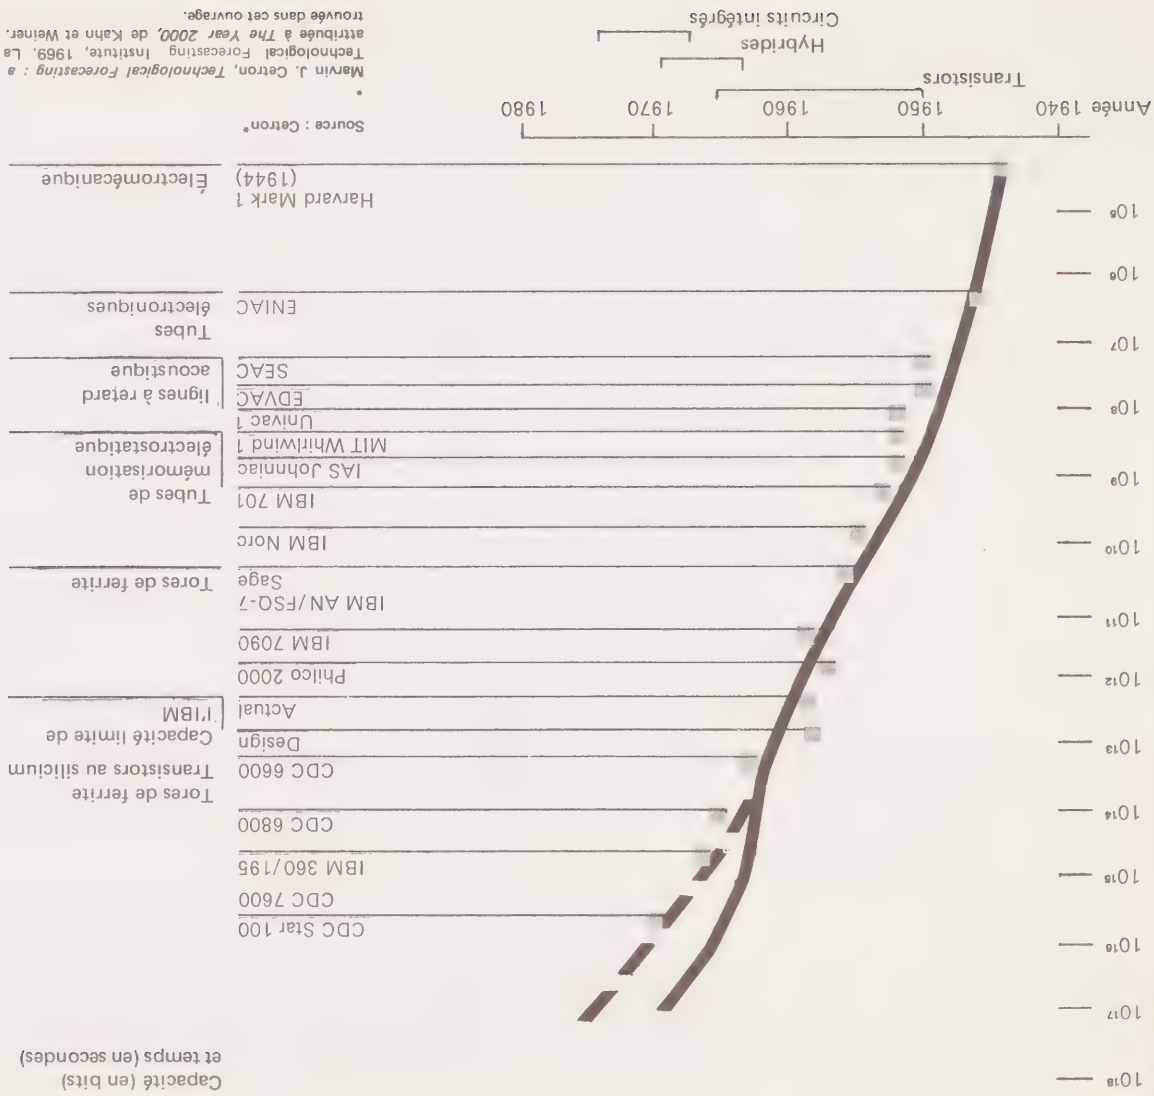 Capacité (en bits)
et temps (en secondes)
10¹⁸
10¹⁷
10¹⁶
10¹⁵
10¹⁴
10¹³
10¹²
10¹¹
10¹⁰
10⁹
10⁸
10⁷
10⁶
10⁵
CDC Star 100
CDC 7600
IBM 360/195
CDC 6800
CDC 6600
Design
Actual
Philco 2000
IBM 7090
IBM AN/FSQ-7
Sage
IBM Norc
IBM 701
IAS Johnniac
MIT Whirlwind 1
Univac 1
EDVAC
SEAC
ENIAC
Harvard Mark 1
(1944)
Tores de ferrite
Transistors au silicium
Capacité limite de
l'IBM
Tores de ferrite
Tubes de
mémorisation
électrostatique
lignes à retard
acoustique
Tubes
électroniques
Électromécanique
Année 1940
1950
1960
1970
1980
Transistors
Hybrides
Circuits intégrés
Source : Cetron*
*
Marvin J. Cetron, Technological Forecasting : a
Technological Forecasting Institute, 1969. La
attribuée à The Year 2000, de Kahn et Weiner.
trouvée dans cet ouvrage.